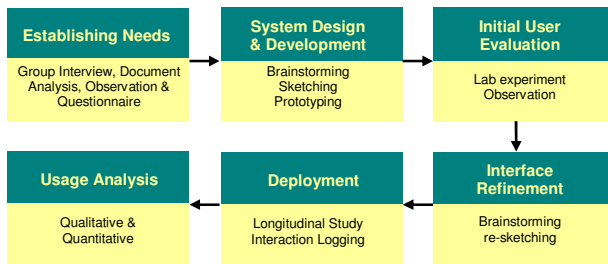 Establishing Needs
Group Interview, Document
Analysis, Observation &
Questionnaire
System Design
& Development
Brainstorming
Sketching
Prototyping
Initial User
Evaluation
Lab experiment
Observation
Interface
Refinement
Brainstorming
re-sketching
Deployment
Longitudinal Study
Interaction Logging
Usage Analysis
Qualitative &
Quantitative